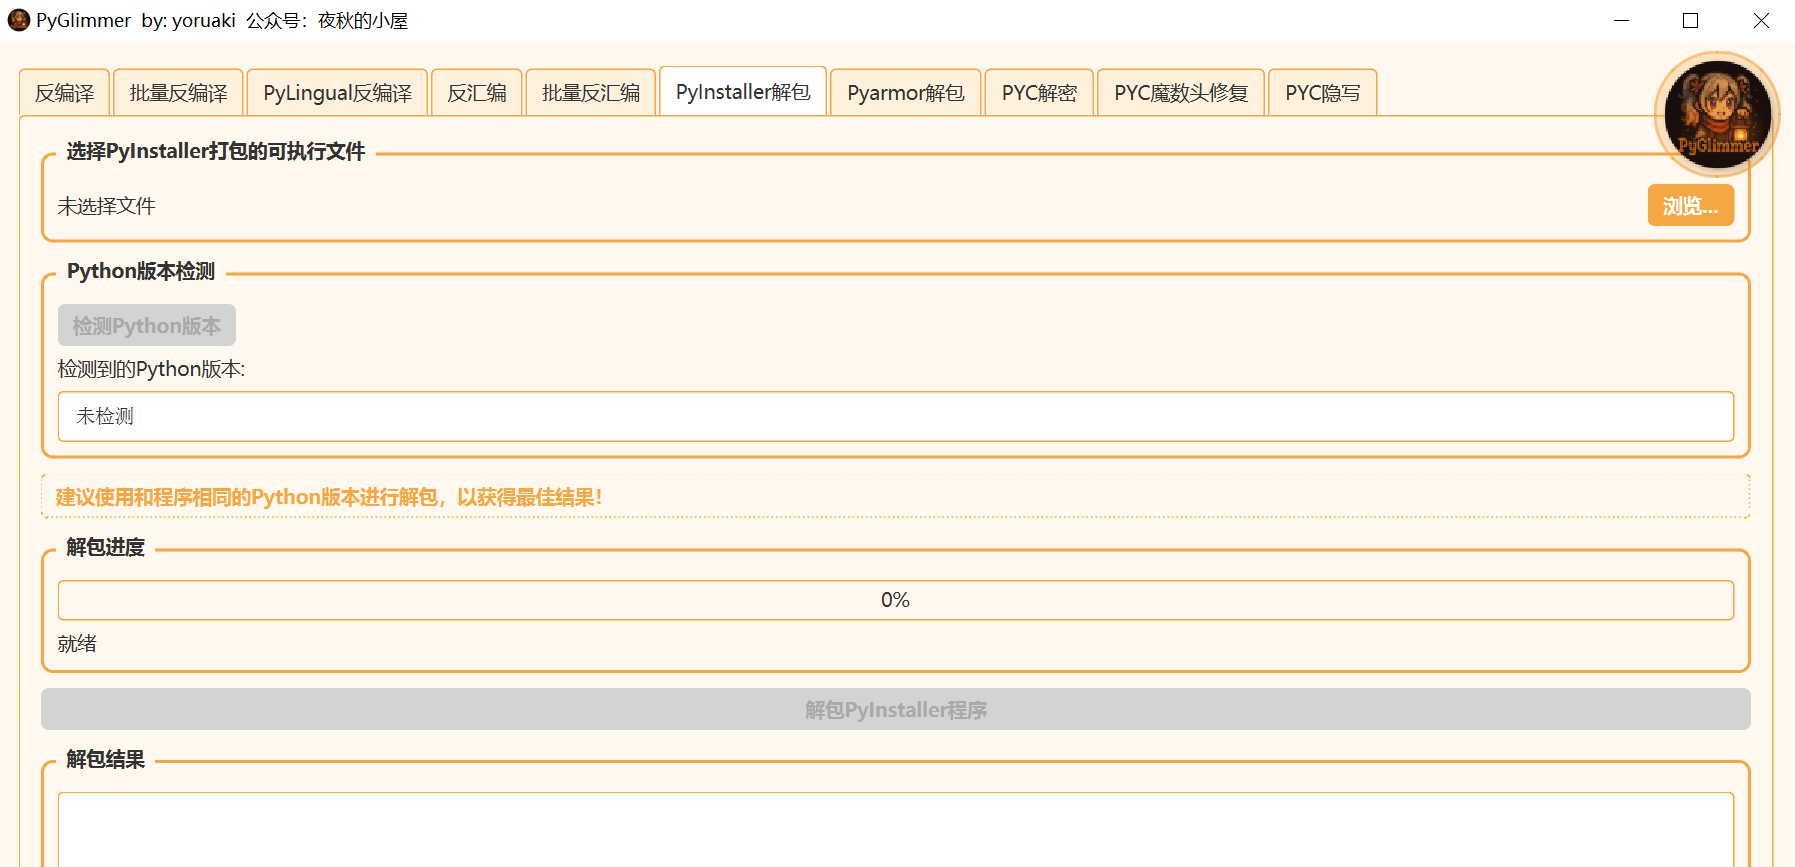 PyGlimmer by: yoruaki 公众号：夜秋的小屋
反编译 批量反编译 PyLingual反编译 反汇编 批量反汇编 PyInstaller解包 Pyarmor解包 PYC解密 PYC魔数头修复 PYC隐写
PyGlimmer
选择PyInstaller打包的可执行文件
未选择文件 浏览...
Python版本检测
检测Python版本
检测到的Python版本:
未检测
建议使用和程序相同的Python版本进行解包，以获得最佳结果！
解包进度
0%
就绪
解包PyInstaller程序
解包结果